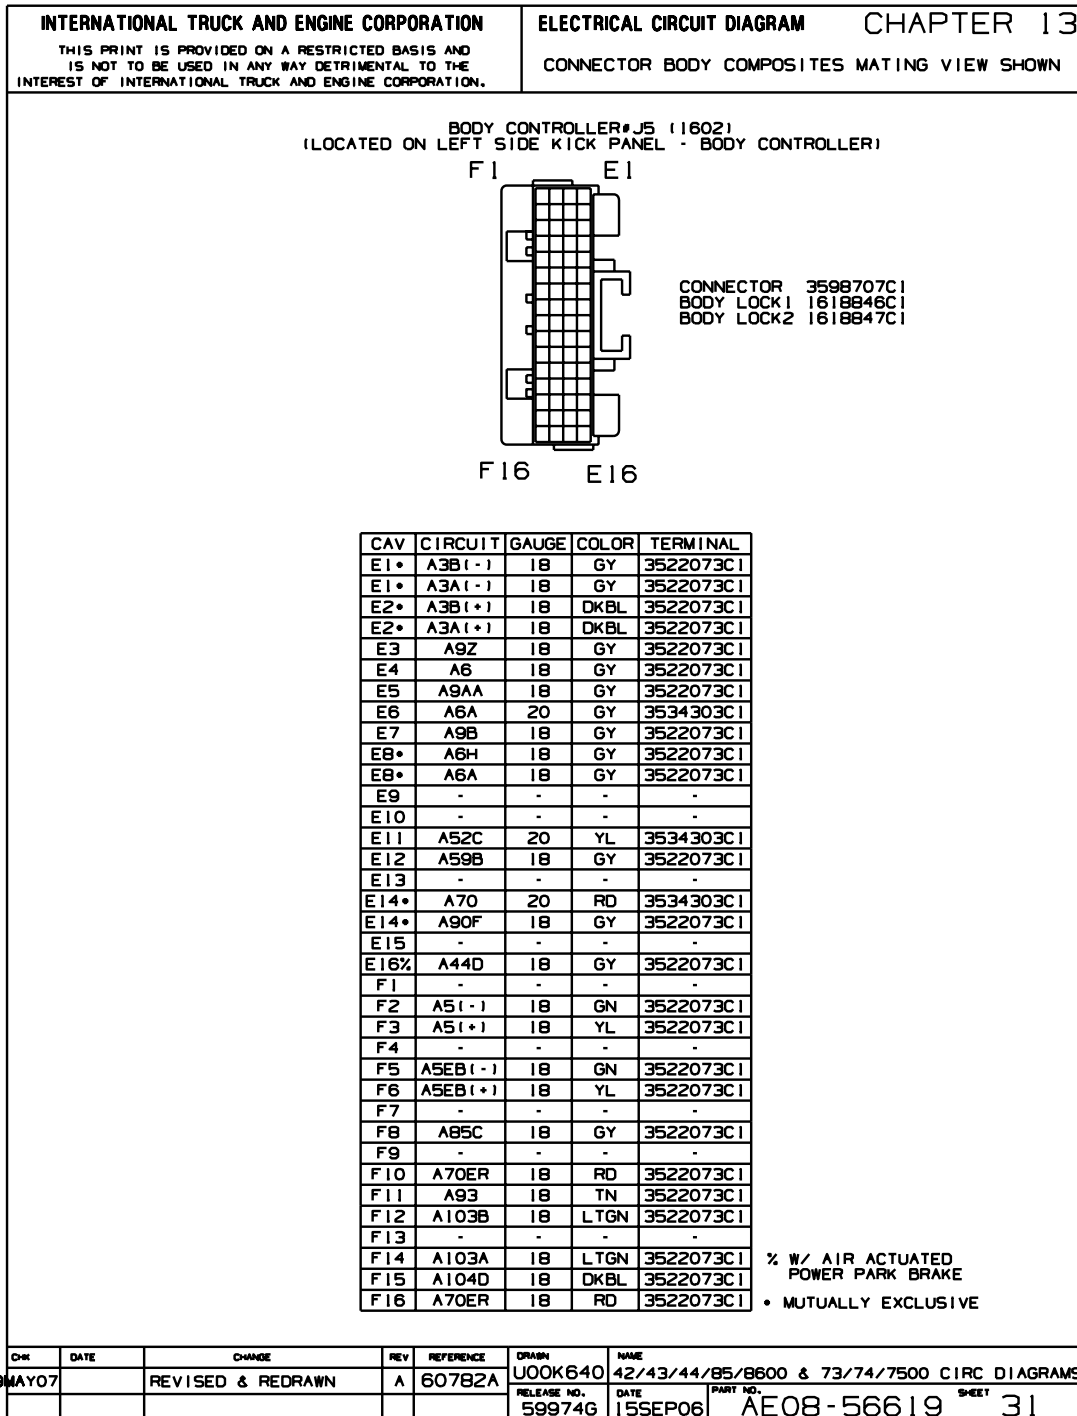 INTERNATIONAL TRUCK AND ENGINE CORPORATION
THIS PRINT IS PROVIDED ON A RESTRICTED BASIS AND
IS NOT TO BE USED IN ANY WAY DETRIMENTAL TO THE
INTEREST OF INTERNATIONAL TRUCK AND ENGINE CORPORATION.
ELECTRICAL CIRCUIT DIAGRAM CHAPTER 13
CONNECTOR BODY COMPOSITES MATING VIEW SHOWN
BODY CONTROLLER#J5 (1602)
(LOCATED ON LEFT SIDE KICK PANEL - BODY CONTROLLER)
F1 E1
CONNECTOR 3598707C1
BODY LOCK1 1618846C1
BODY LOCK2 1618847C1
F16 E16
CAV CIRCUIT GAUGE COLOR TERMINAL
E1* A3B(-) 18 GY 3522073C1
E1* A3A(-) 18 GY 3522073C1
E2* A3B(+) 18 DKBL 3522073C1
E2* A3A(+) 18 DKBL 3522073C1
E3 A9Z 18 GY 3522073C1
E4 A6 18 GY 3522073C1
E5 A9AA 18 GY 3522073C1
E6 A6A 20 GY 3534303C1
E7 A9B 18 GY 3522073C1
E8* A6H 18 GY 3522073C1
E8* A6A 18 GY 3522073C1
E9 - - - -
E10 - - - -
E11 A52C 20 YL 3534303C1
E12 A59B 18 GY 3522073C1
E13 - - - -
E14* A70 20 RD 3534303C1
E14* A90F 18 GY 3522073C1
E15 - - - -
E16% A44D 18 GY 3522073C1
F1 - - - -
F2 A5(-) 18 GN 3522073C1
F3 A5(+) 18 YL 3522073C1
F4 - - - -
F5 A5EB(-) 18 GN 3522073C1
F6 A5EB(+) 18 YL 3522073C1
F7 - - - -
F8 A85C 18 GY 3522073C1
F9 - - - -
F10 A70ER 18 RD 3522073C1
F11 A93 18 TN 3522073C1
F12 A103B 18 LTGN 3522073C1
F13 - - - -
F14 A103A 18 LTGN 3522073C1
F15 A104D 18 DKBL 3522073C1
F16 A70ER 18 RD 3522073C1
% W/ AIR ACTUATED
POWER PARK BRAKE
* MUTUALLY EXCLUSIVE
CHK DATE CHANGE REV REFERENCE DRAWN NAME
MAY07 REVISED & REDRAWN A 60782A U00K640 42/43/44/85/8600 & 73/74/7500 CIRC DIAGRAMS
RELEASE NO. DATE PART NO. SHEET
59974G 15SEP06 AE08-56619 31